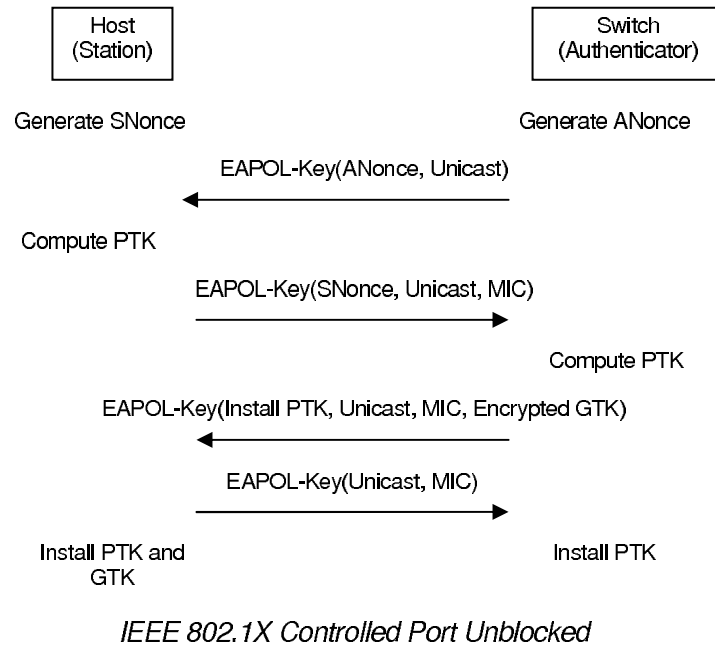 Host
(Station)
Switch
(Authenticator)
Generate SNonce
Generate ANonce
EAPOL-Key(ANonce, Unicast)
Compute PTK
EAPOL-Key(SNonce, Unicast, MIC)
Compute PTK
EAPOL-Key(Install PTK, Unicast, MIC, Encrypted GTK)
EAPOL-Key(Unicast, MIC)
Install PTK and
GTK
Install PTK
IEEE 802.1X Controlled Port Unblocked